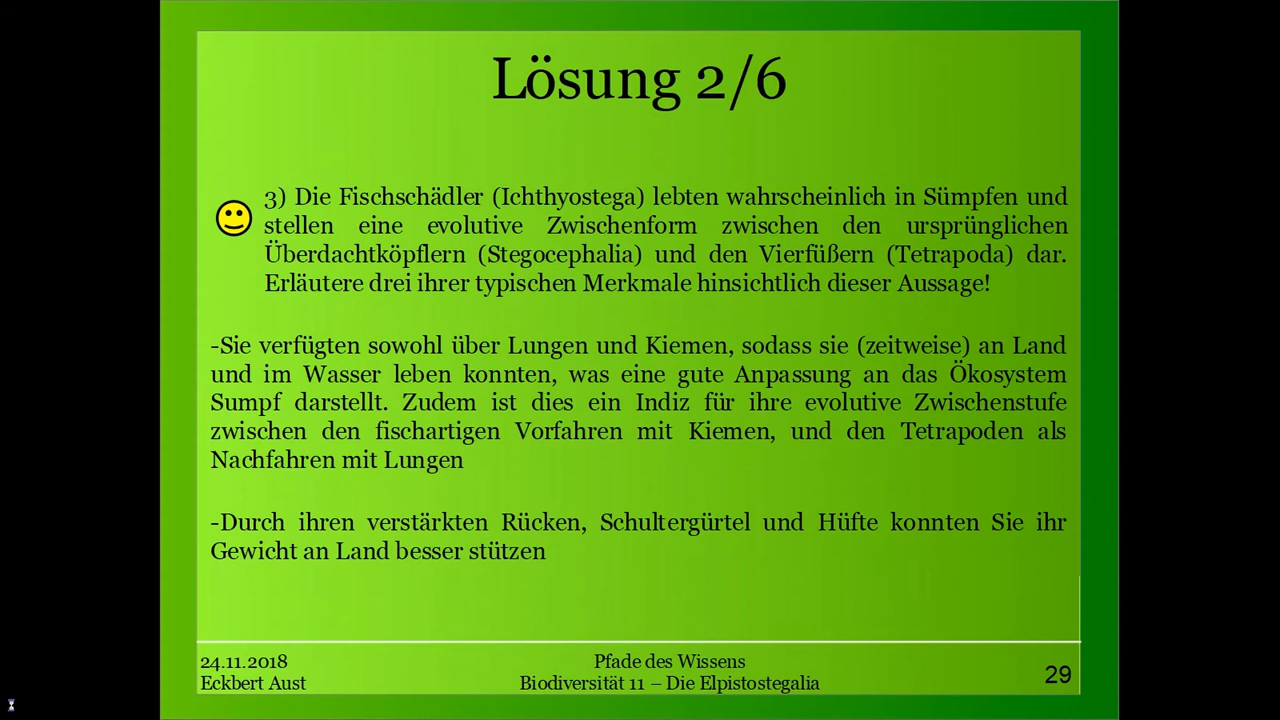 Lösung 2/6
3) Die Fischschädler (Ichthyostega) lebten wahrscheinlich in Sümpfen und
stellen eine evolutive Zwischenform zwischen den ursprünglichen
Überdachtköpflern (Stegocephalia) und den Vierfüßern (Tetrapoda) dar.
Erläutere drei ihrer typischen Merkmale hinsichtlich dieser Aussage!
-Sie verfügten sowohl über Lungen und Kiemen, sodass sie (zeitweise) an Land
und im Wasser leben konnten, was eine gute Anpassung an das Ökosystem
Sumpf darstellt. Zudem ist dies ein Indiz für ihre evolutive Zwischenstufe
zwischen den fischartigen Vorfahren mit Kiemen, und den Tetrapoden als
Nachfahren mit Lungen
-Durch ihren verstärkten Rücken, Schultergürtel und Hüfte konnten Sie ihr
Gewicht an Land besser stützen
24.11.2018
Eckbert Aust
Pfade des Wissens
Biodiversität 11 – Die Elpistostegalia
29